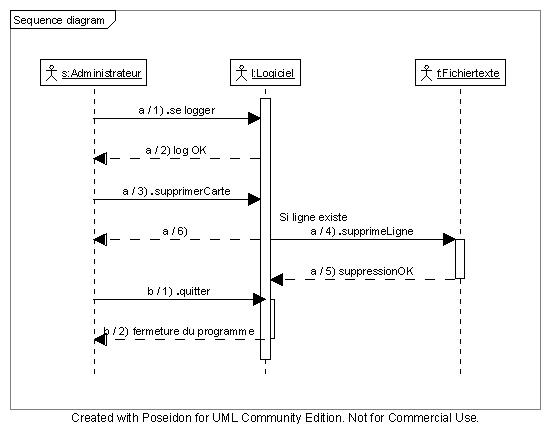 Sequence diagram
s:Administrateur
l:Logiciel
f:Fichiertexte
a / 1) .se logger
a / 2) log OK
a / 3) .supprimerCarte
Si ligne existe
a / 6)
a / 4) .supprimeLigne
a / 5) suppressionOK
b / 1) .quitter
b / 2) fermeture du programme
Created with Poseidon for UML Community Edition. Not for Commercial Use.